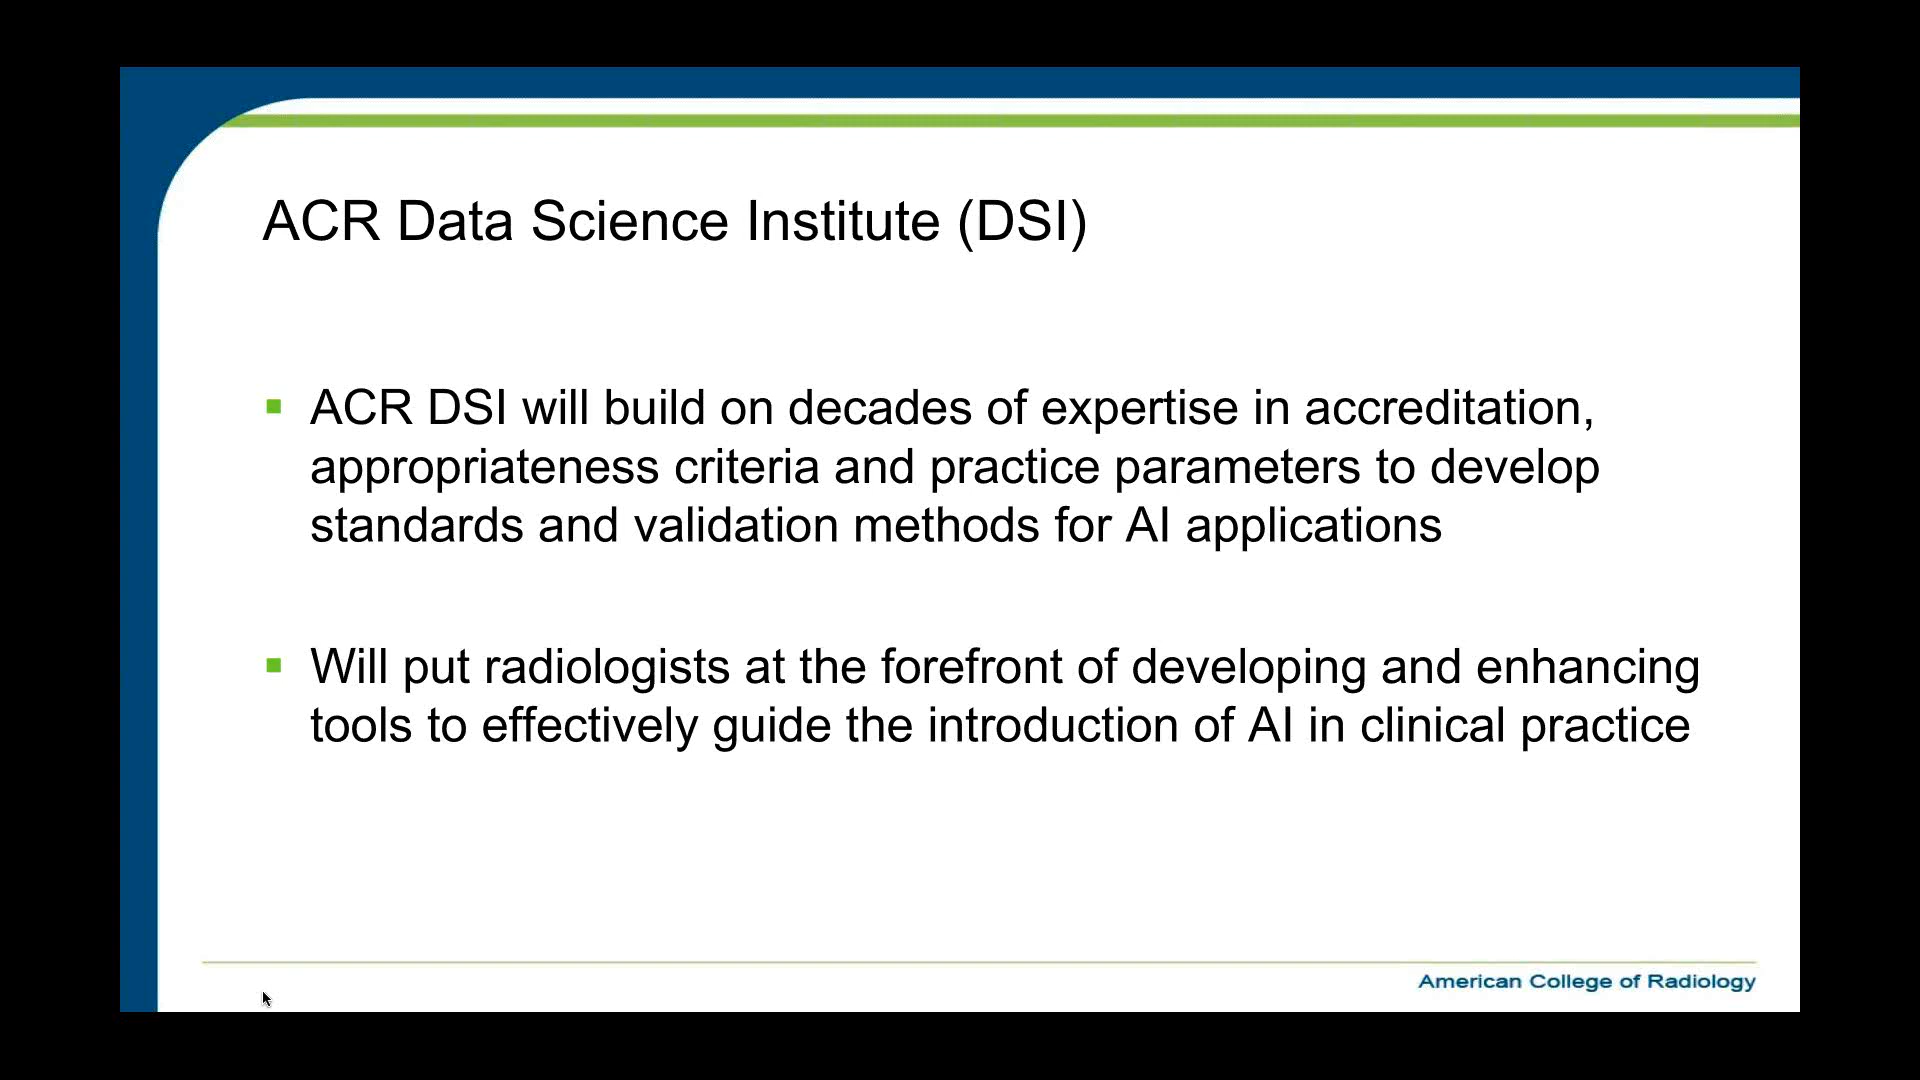 ACR Data Science Institute (DSI)
ACR DSI will build on decades of expertise in accreditation,
appropriateness criteria and practice parameters to develop
standards and validation methods for AI applications
Will put radiologists at the forefront of developing and enhancing
tools to effectively guide the introduction of AI in clinical practice
American College of Radiology